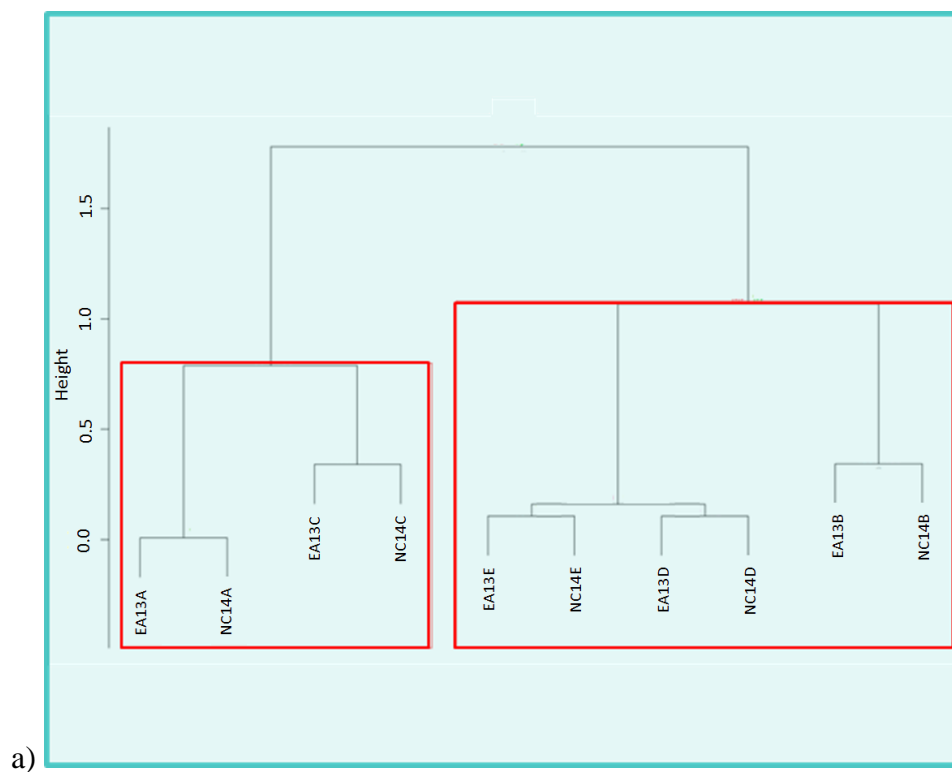 1.5
1.0
0.5
0.0
Height
EA13A
NC14A
EA13C
NC14C
EA13E
NC14E
EA13D
NC14D
EA13B
NC14B
a)